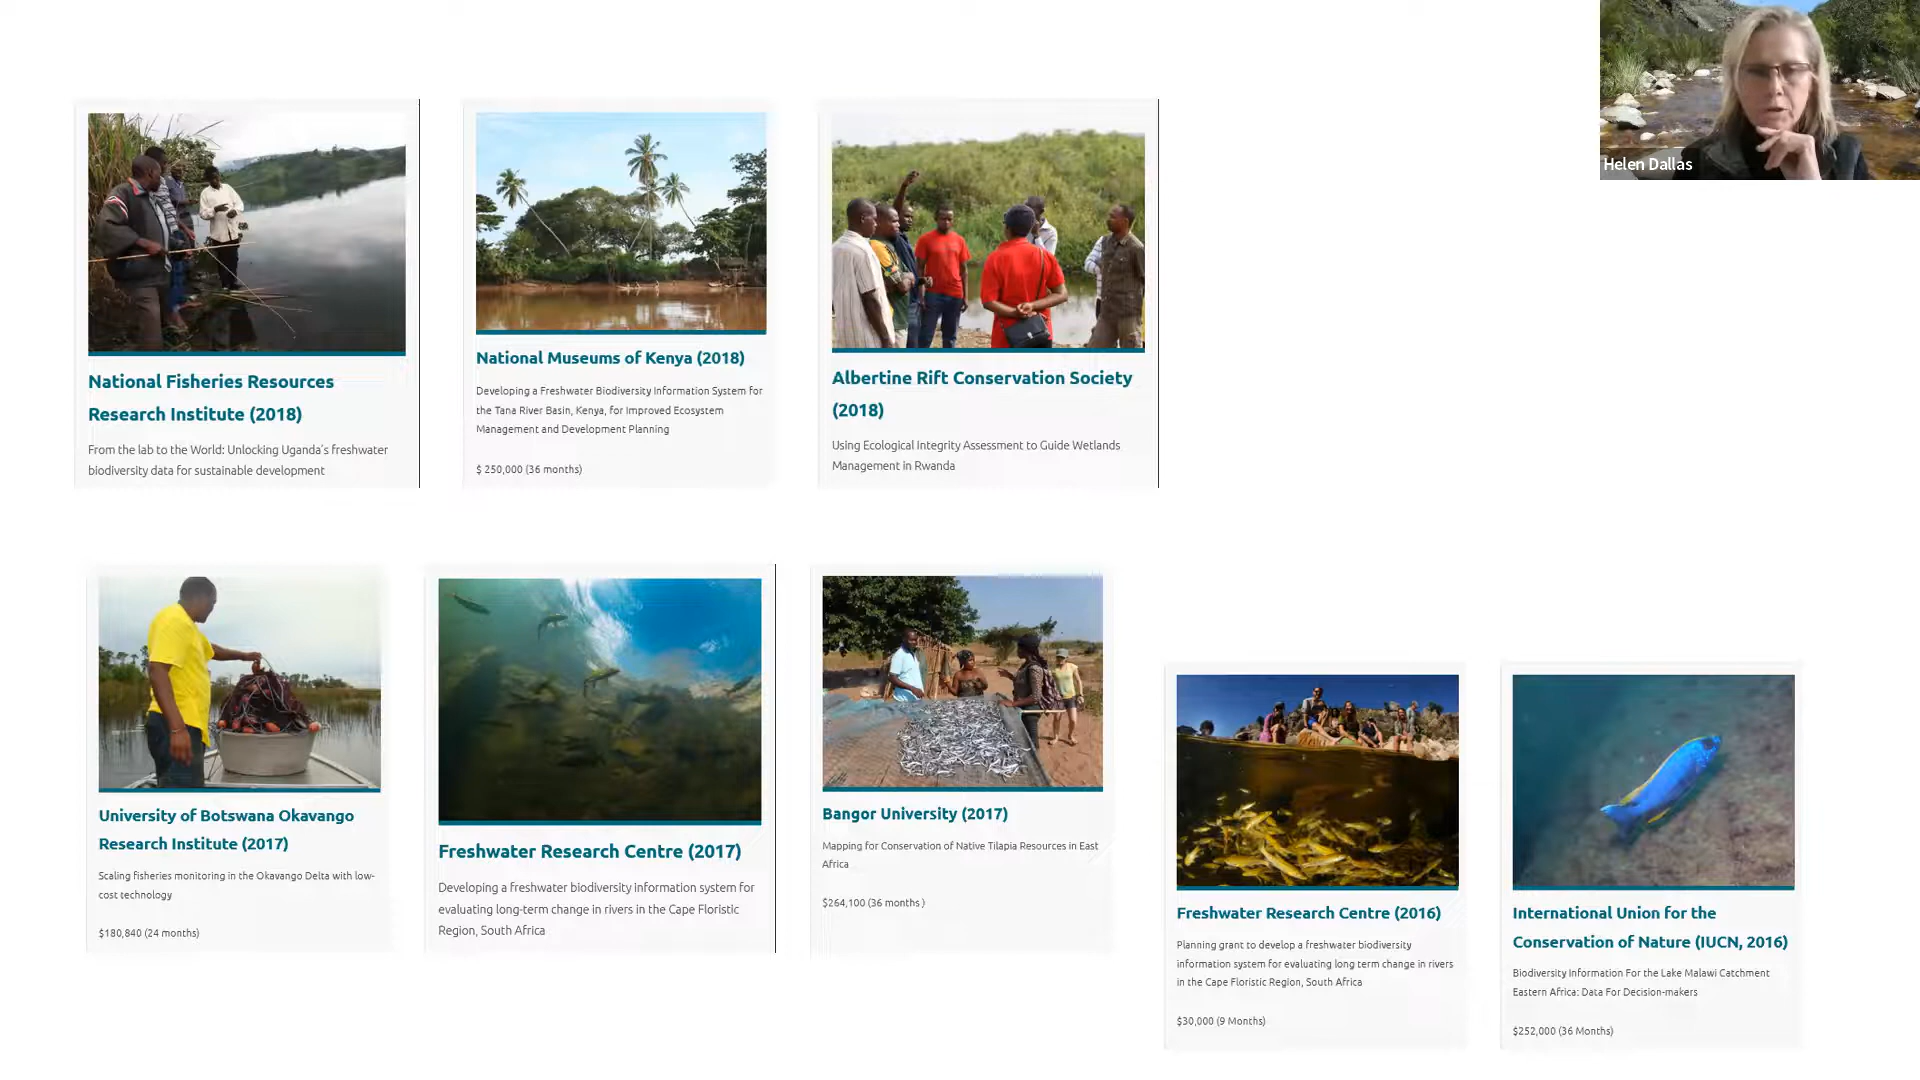 Helen Dallas
National Fisheries Resources
Research Institute (2018)
From the lab to the World: Unlocking Uganda's freshwater
biodiversity data for sustainable development
National Museums of Kenya (2018)
Developing a Freshwater Biodiversity Information System for
the Tana River Basin, Kenya, for Improved Ecosystem
Management and Development Planning
$ 250,000 (36 months)
Albertine Rift Conservation Society
(2018)
Using Ecological Integrity Assessment to Guide Wetlands
Management in Rwanda
University of Botswana Okavango
Research Institute (2017)
Scaling fisheries monitoring in the Okavango Delta with low-
cost technology
$180,840 (24 months)
Freshwater Research Centre (2017)
Developing a freshwater biodiversity information system for
evaluating long-term change in rivers in the Cape Floristic
Region, South Africa
Bangor University (2017)
Mapping for Conservation of Native Tilapia Resources in East
Africa
$264,100 (36 months )
Freshwater Research Centre (2016)
Planning grant to develop a freshwater biodiversity
information system for evaluating long term change in rivers
in the Cape Floristic Region, South Africa
$30,000 (9 Months)
International Union for the
Conservation of Nature (IUCN, 2016)
Biodiversity Information For the Lake Malawi Catchment
Eastern Africa: Data For Decision-makers
$252,000 (36 Months)